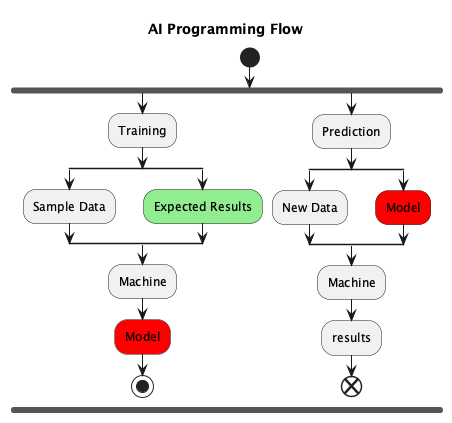 AI Programming Flow
Training
Sample Data
Expected Results
Machine
Model
Prediction
New Data
Model
Machine
results